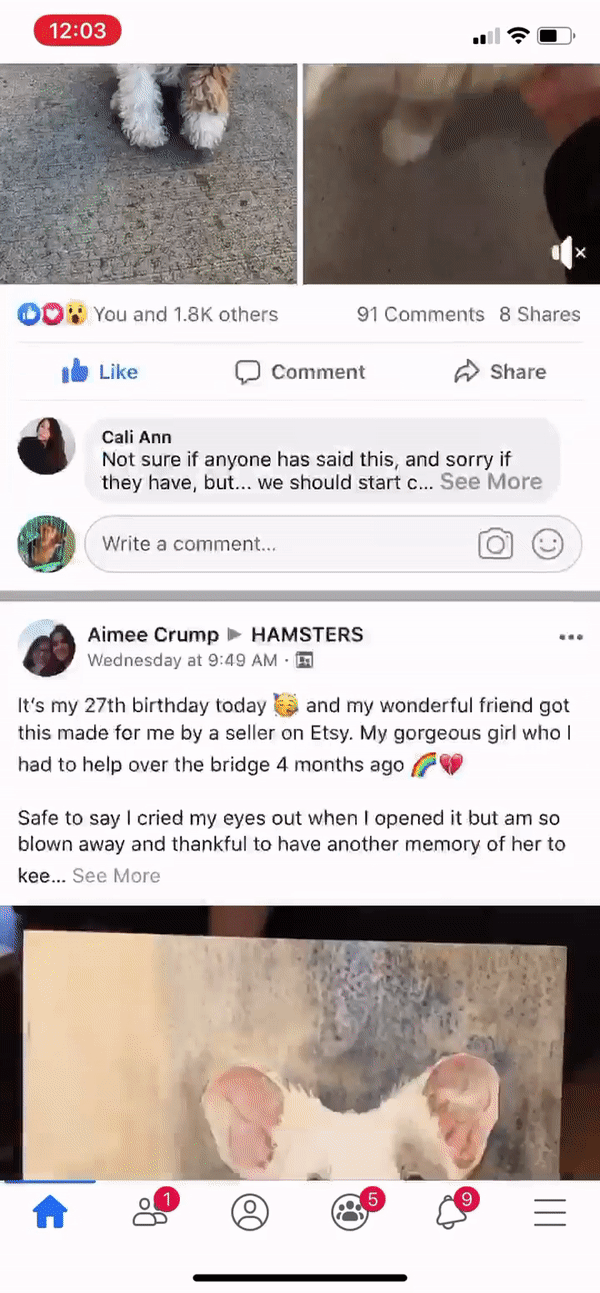 12:03
You and 1.8K others
91 Comments
8 Shares
Like
Comment
Share
Cali Ann
Not sure if anyone has said this, and sorry if
they have, but... we should start c... See More
Write a comment...
Aimee Crump ▶ HAMSTERS
Wednesday at 9:49 AM ·
It's my 27th birthday today 🥳 and my wonderful friend got
this made for me by a seller on Etsy. My gorgeous girl who I
had to help over the bridge 4 months ago 🌈💔
Safe to say I cried my eyes out when I opened it but am so
blown away and thankful to have another memory of her to
kee... See More
1
5
9